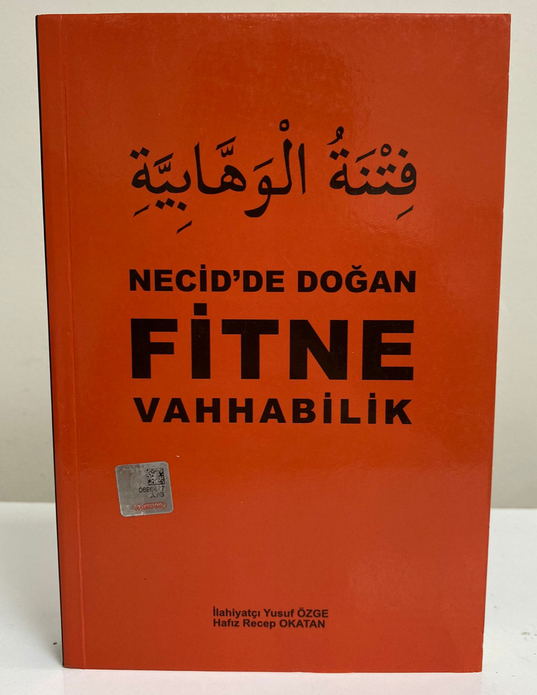 فِتْنَةُ الْوَهَّابِيَّةِ
NECİD'DE DOĞAN
FİTNE
VAHHABİLİK
İlahiyatçı Yusuf ÖZGE
Hafız Recep OKATAN